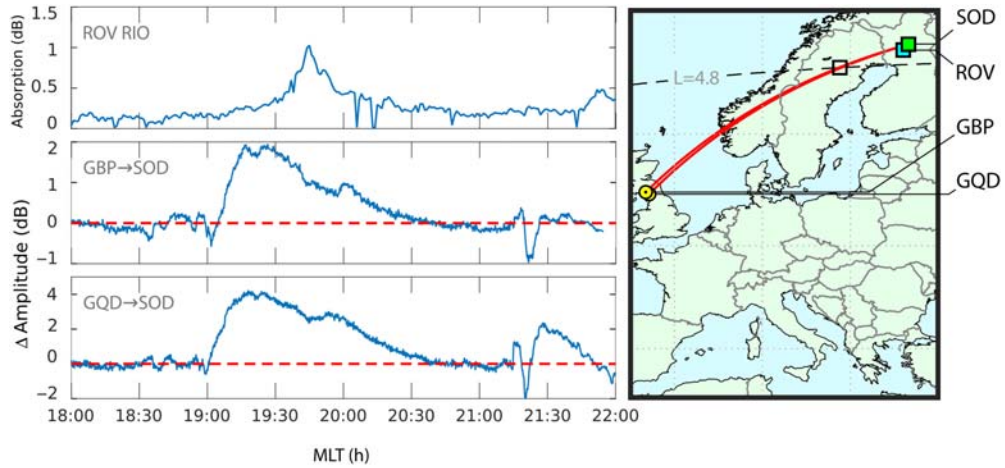 1.5
1
0.5
0
Absorption (dB)
ROV RIO
2
1
0
−1
GBP→SOD
Δ Amplitude (dB)
4
2
0
−2
GQD→SOD
18:00 18:30 19:00 19:30 20:00 20:30 21:00 21:30 22:00
MLT (h)
L=4.8
SOD
ROV
GBP
GQD